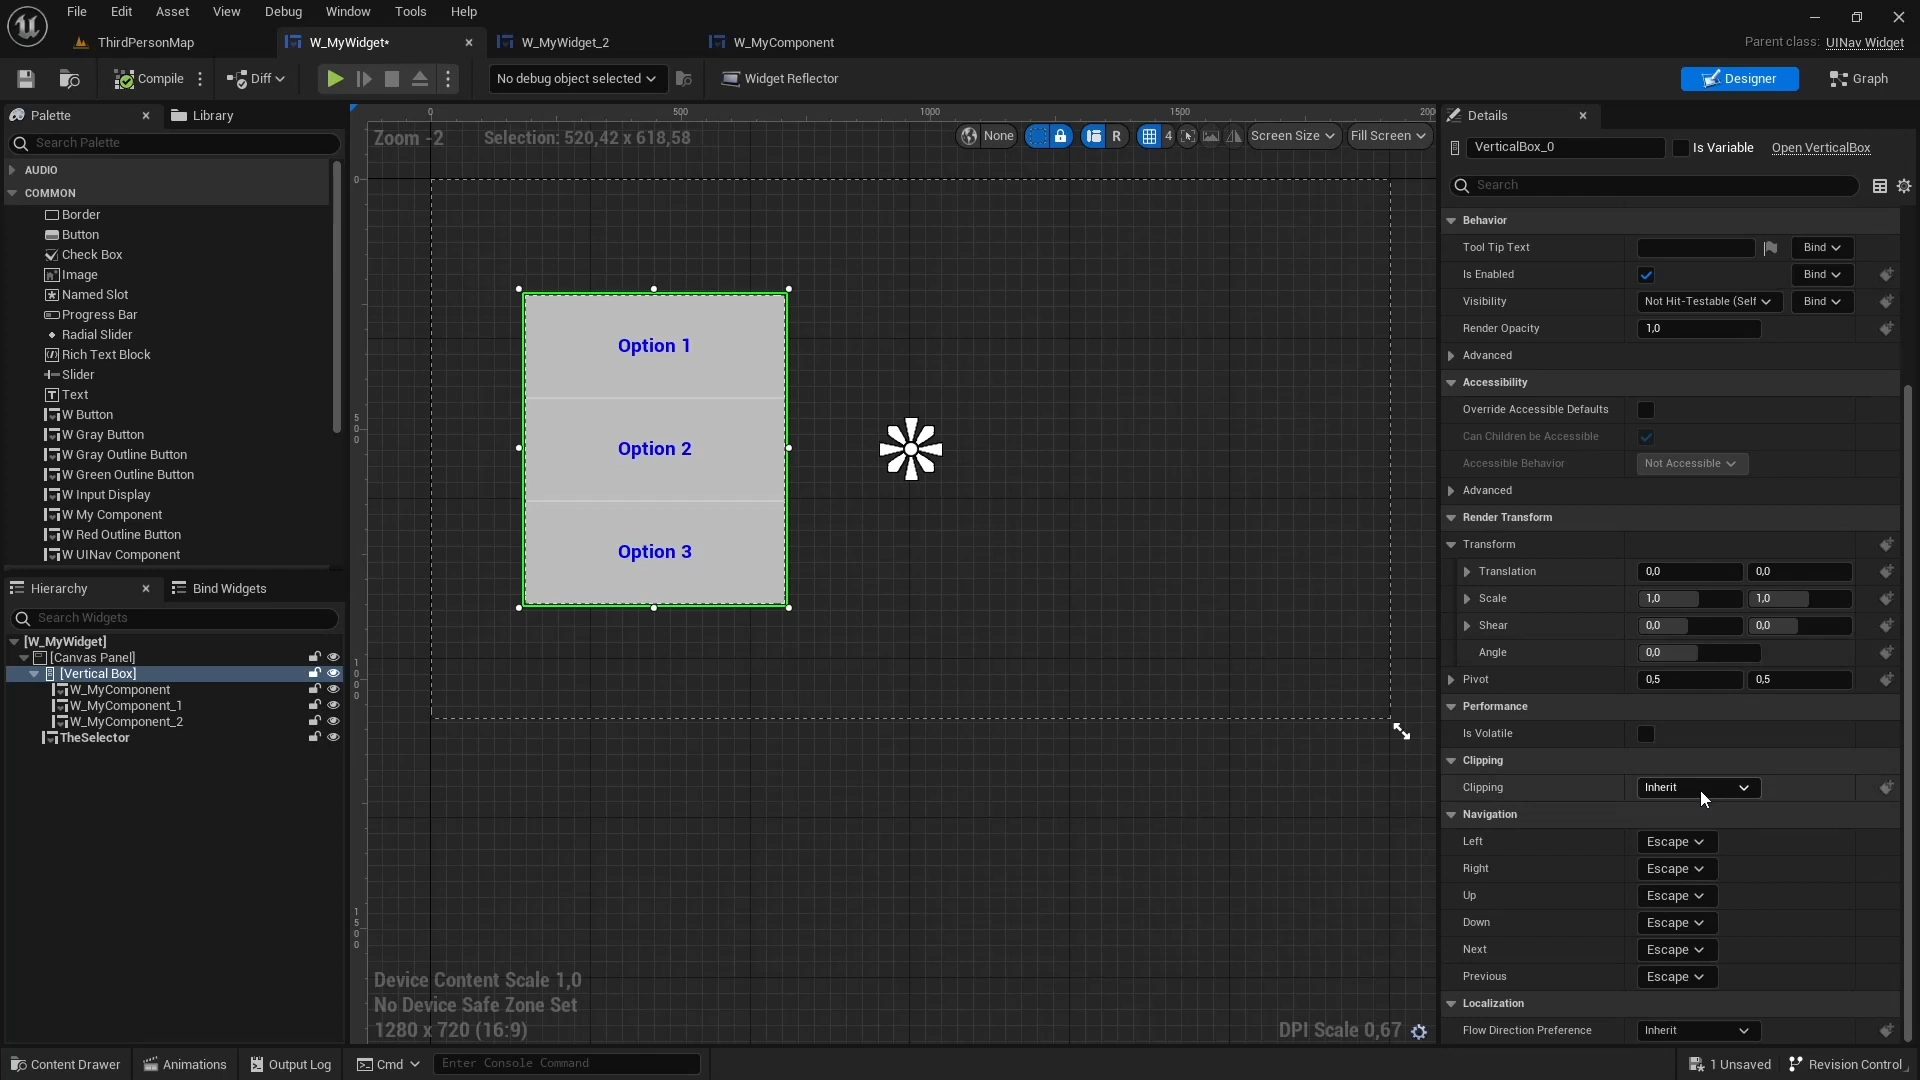 File Edit Asset View Debug Window Tools Help
ThirdPersonMap W_MyWidget* W_MyWidget_2 W_MyComponent Parent class: UINav Widget
Compile Diff No debug object selected Widget Reflector Designer Graph
Palette Library
Search Palette
AUDIO
COMMON
Border
Button
Check Box
Image
Named Slot
Progress Bar
Radial Slider
Rich Text Block
Slider
Text
W Button
W Gray Button
W Gray Outline Button
W Green Outline Button
W Input Display
W My Component
W Red Outline Button
W UINav Component
Hierarchy Bind Widgets
Search Widgets
[W_MyWidget]
[Canvas Panel]
[Vertical Box]
W_MyComponent
W_MyComponent_1
W_MyComponent_2
TheSelector
0 500 1000 1500 200
Zoom -2 Selection: 520,42 x 618,58 None R 4 Screen Size Fill Screen
0
500
1000
1500
Option 1
Option 2
Option 3
Device Content Scale 1,0
No Device Safe Zone Set
1280 x 720 (16:9) DPI Scale 0,67
Details
VerticalBox_0 Is Variable Open VerticalBox
Search
Behavior
Tool Tip Text Bind
Is Enabled Bind
Visibility Not Hit-Testable (Self Bind
Render Opacity 1,0
Advanced
Accessibility
Override Accessible Defaults
Can Children be Accessible
Accessible Behavior Not Accessible
Advanced
Render Transform
Transform
Translation 0,0 0,0
Scale 1,0 1,0
Shear 0,0 0,0
Angle 0,0
Pivot 0,5 0,5
Performance
Is Volatile
Clipping
Clipping Inherit
Navigation
Left Escape
Right Escape
Up Escape
Down Escape
Next Escape
Previous Escape
Localization
Flow Direction Preference Inherit
Content Drawer Animations Output Log Cmd Enter Console Command 1 Unsaved Revision Control